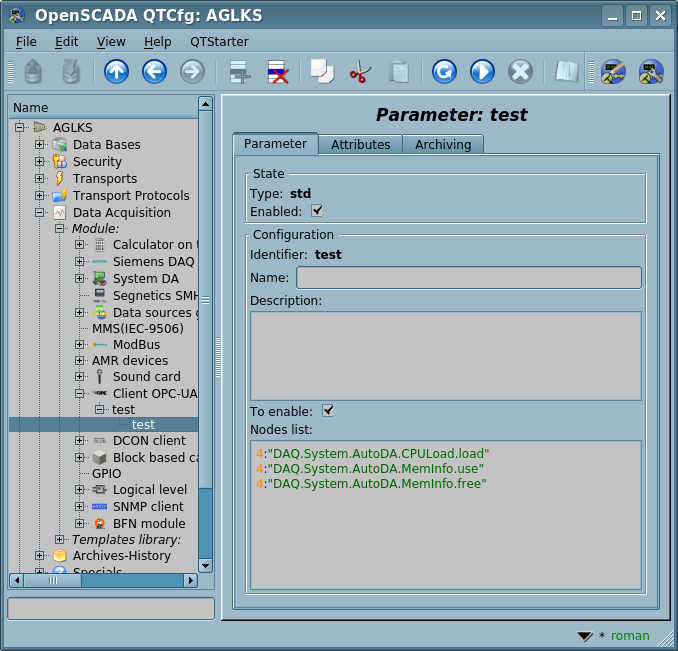 OpenSCADA QTCfg: AGLKS
File Edit View Help QTStarter
Name
AGLKS
Data Bases
Security
Transports
Transport Protocols
Data Acquisition
Module:
Calculator on
Siemens DAQ
System DA
Segnetics SM
Data sources
MMS(IEC-9506)
ModBus
AMR devices
Sound card
Client OPC-UA
test
test
DCON client
Block based ca
GPIO
Logical level
SNMP client
BFN module
Templates library:
Archives-History
Specials
Parameter: test
Parameter Attributes Archiving
State
Type: std
Enabled:
Configuration
Identifier: test
Name:
Description:
To enable:
Nodes list:
4:"DAQ.System.AutoDA.CPULoad.load"
4:"DAQ.System.AutoDA.MemInfo.use"
4:"DAQ.System.AutoDA.MemInfo.free"
* roman